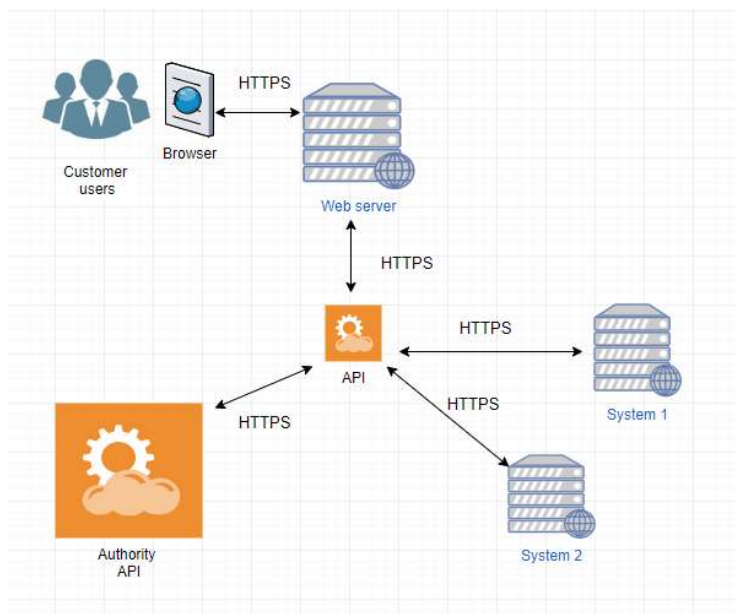 HTTPS
Customer
users
Browser
Web server
HTTPS
API
HTTPS
System 1
HTTPS
System 2
HTTPS
Authority
API